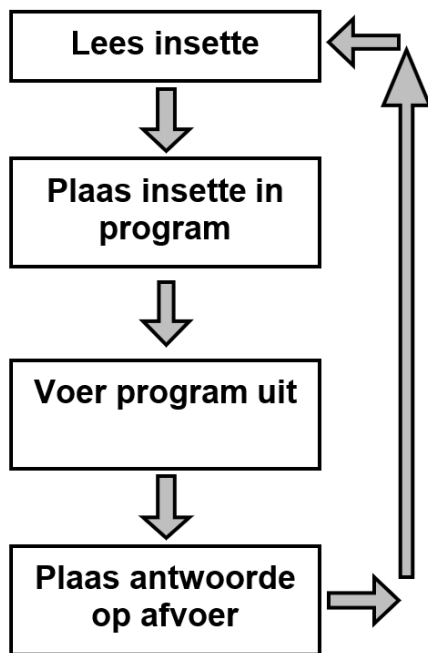 Lees insette
Plaas insette in
program
Voer program uit
Plaas antwoorde
op afvoer